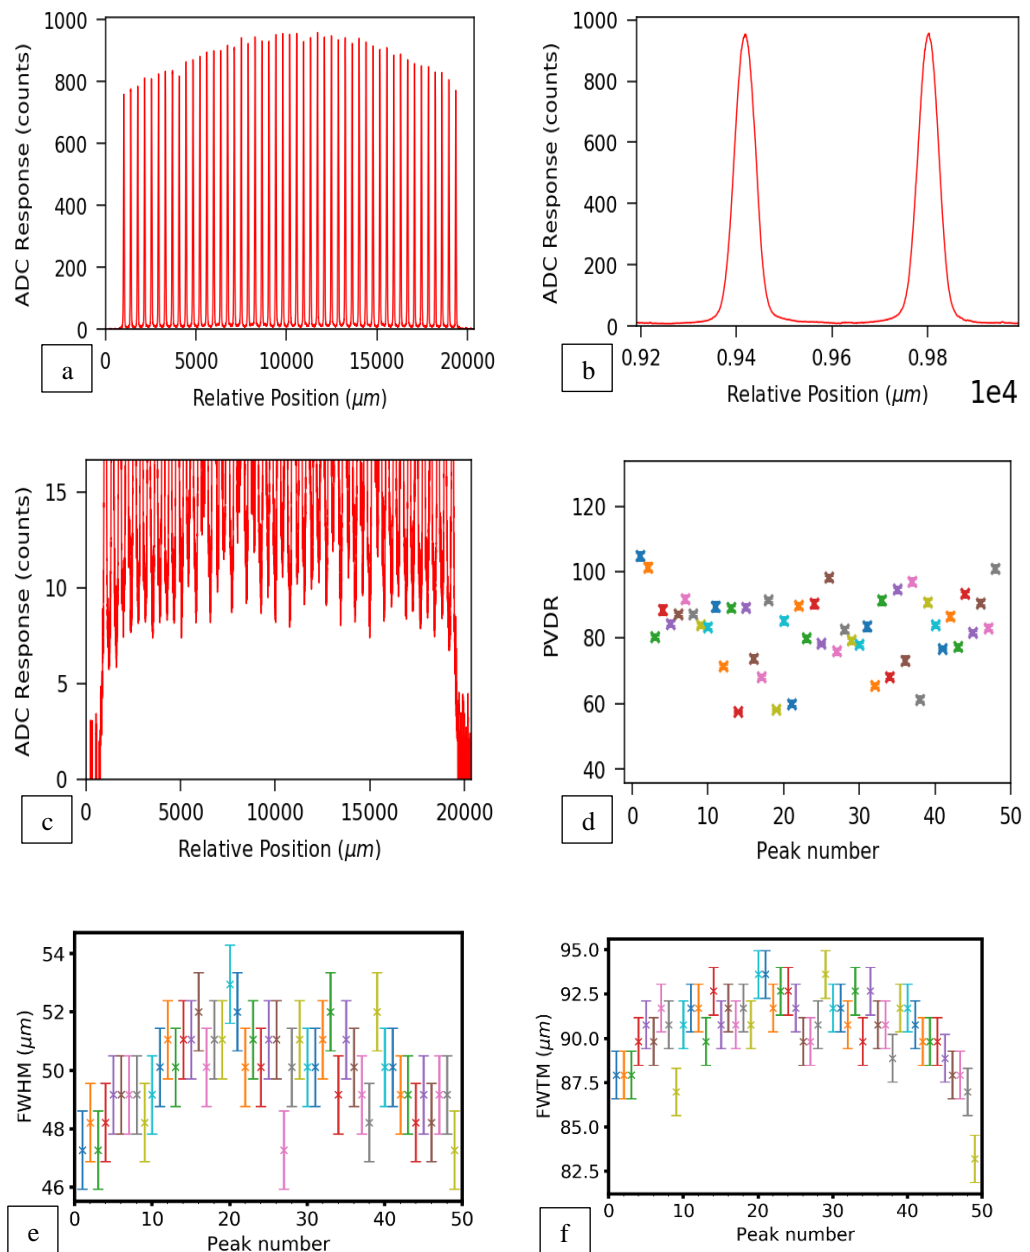 1000
800
600
400
200
0
ADC Response (counts)
0 5000 10000 15000 20000
Relative Position (μm)
a
1000
800
600
400
200
0
ADC Response (counts)
0.92 0.94 0.96 0.98
1e4
Relative Position (μm)
b
15
10
5
0
ADC Response (counts)
0 5000 10000 15000 20000
Relative Position (μm)
c
120
100
80
60
40
PVDR
0 10 20 30 40 50
Peak number
d
54
52
50
48
46
FWHM (μm)
0 10 20 30 40 50
Peak number
e
95.0
92.5
90.0
87.5
85.0
82.5
FWTM (μm)
0 10 20 30 40 50
Peak number
f